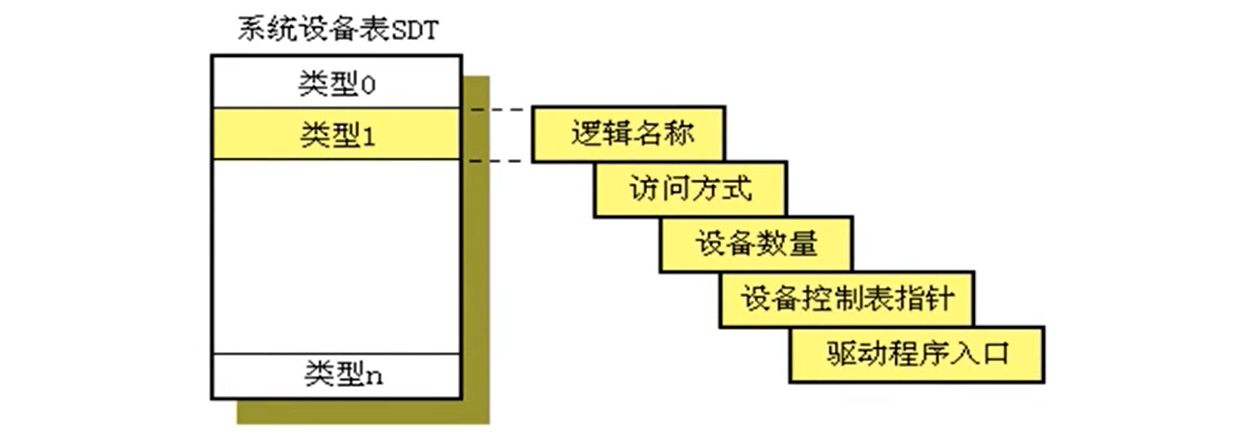 系统设备表SDT
类型0
类型1
逻辑名称
访问方式
设备数量
设备控制表指针
驱动程序入口
类型n